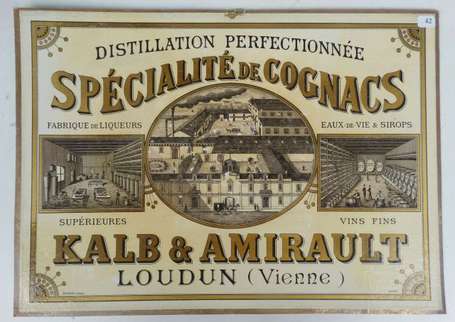 42
DISTILLATION PERFECTIONNÉE
SPÉCIALITÉ DE COGNACS
FABRIQUE DE LIQUEURS
EAUX-DE-VIE & SIROPS
SUPÉRIEURES
VINS FINS
KALB & AMIRAULT
LOUDUN (Vienne)